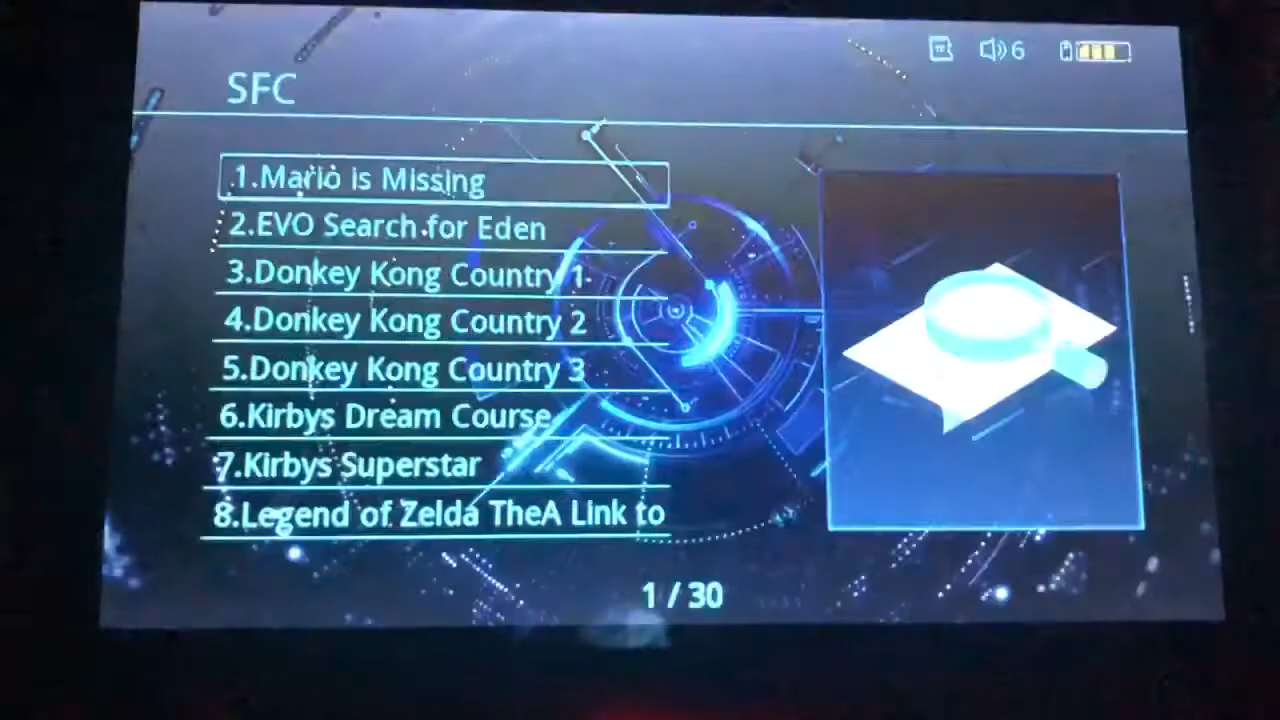 6
SFC
1.Mario is Missing
2.EVO Search for Eden
3.Donkey Kong Country 1
4.Donkey Kong Country 2
5.Donkey Kong Country 3
6.Kirbys Dream Course
7.Kirbys Superstar
8.Legend of Zelda TheA Link to
1 / 30